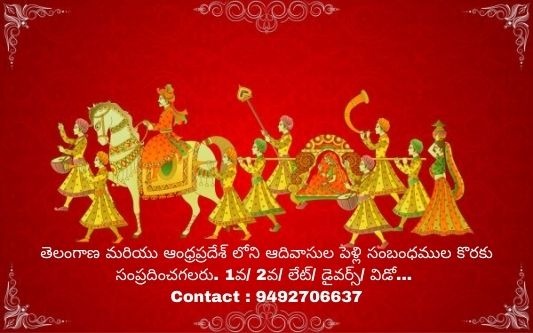 తెలంగాణ మరియు ఆంధ్రప్రదేశ్ లోని ఆదివాసుల పెళ్లి సంబంధముల కొరకు
సంప్రదించగలరు. 1వ/ 2వ/ లేట్/ డైవర్స్/ విడో...
Contact : 9492706637